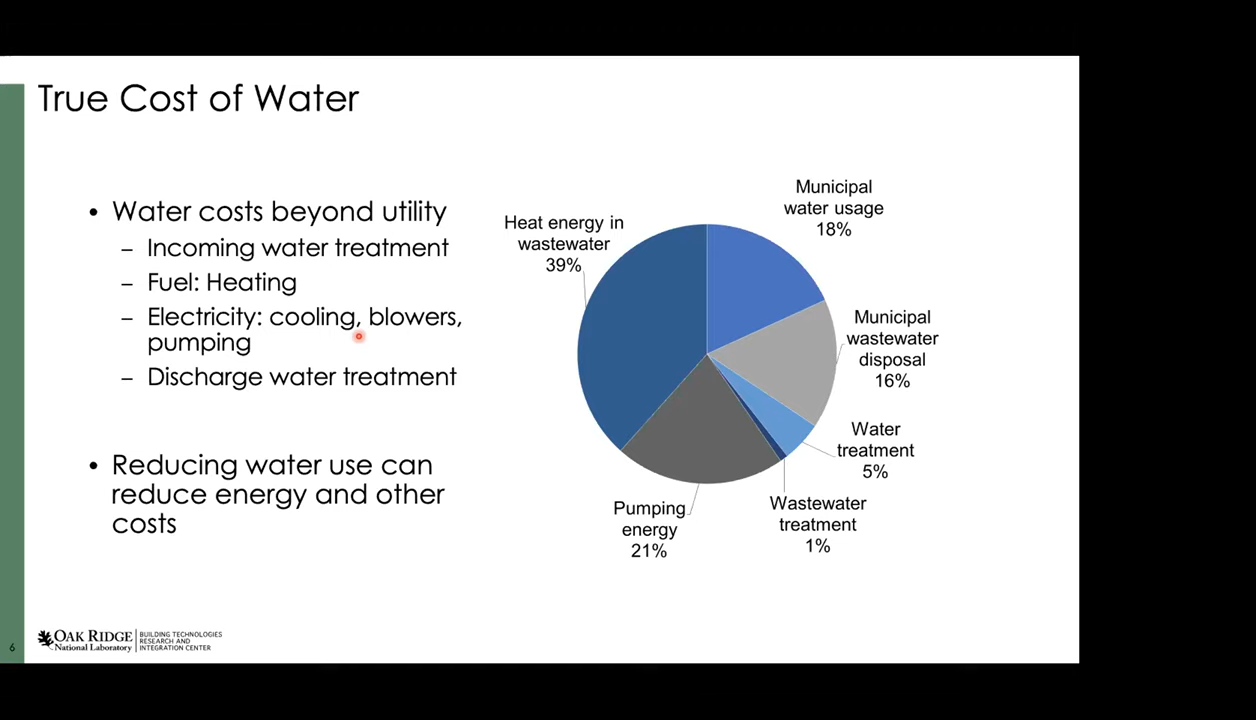 True Cost of Water
• Water costs beyond utility
– Incoming water treatment
– Fuel: Heating
– Electricity: cooling, blowers,
pumping
– Discharge water treatment
• Reducing water use can
reduce energy and other
costs
Municipal
water usage
18%
Heat energy in
wastewater
39%
Municipal
wastewater
disposal
16%
Water
treatment
5%
Wastewater
treatment
1%
Pumping
energy
21%
6
OAK RIDGE
National Laboratory
BUILDING TECHNOLOGIES
RESEARCH AND
INTEGRATION CENTER